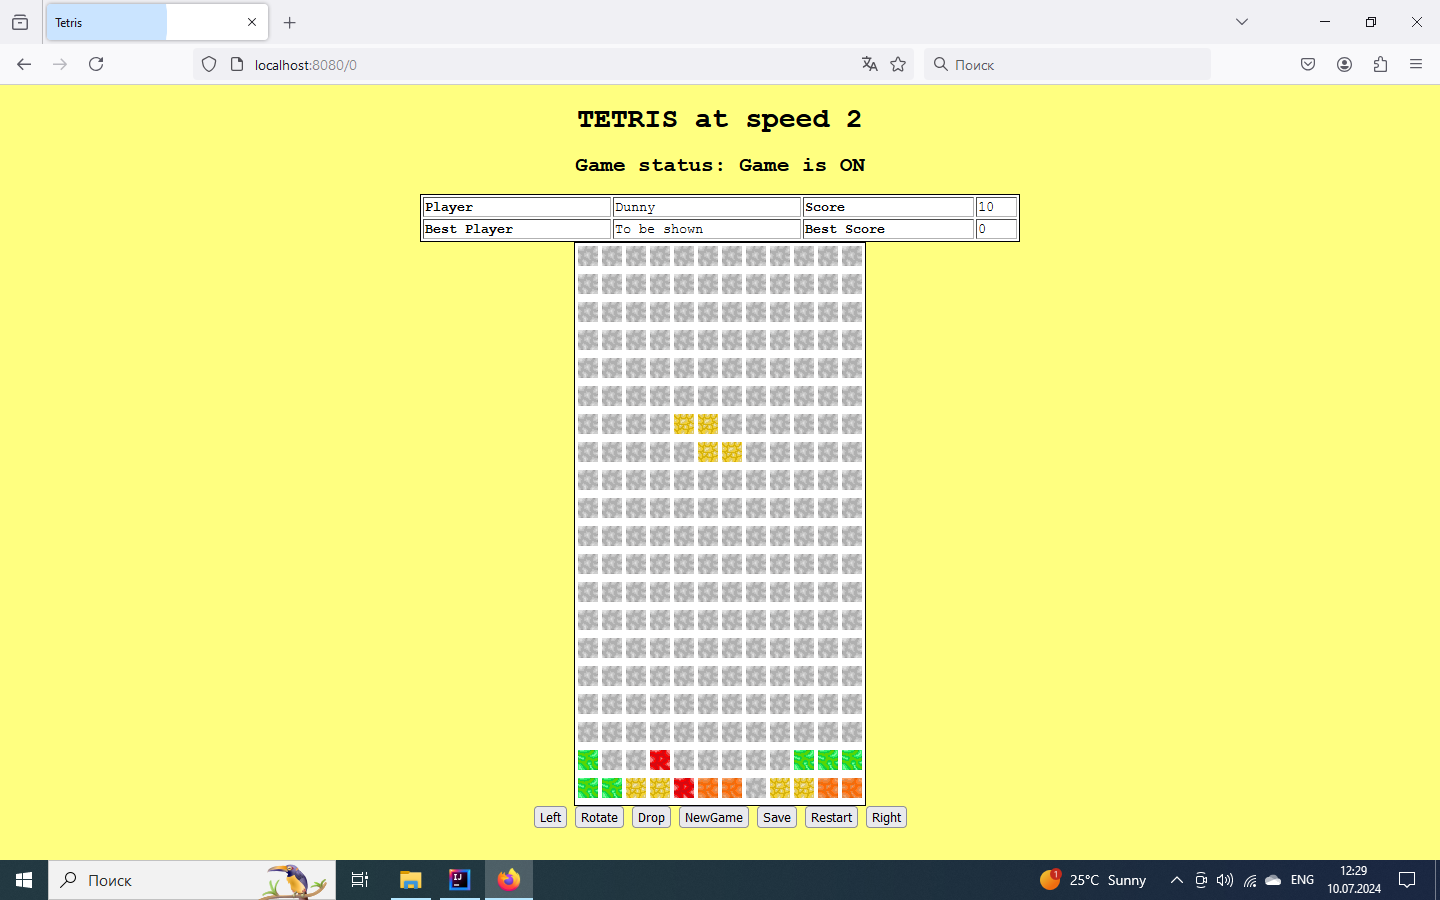 Tetris
localhost:8080/0
Поиск
TETRIS at speed 2
Game status: Game is ON
Player Dunny Score 10
Best Player To be shown Best Score 0
Left Rotate Drop NewGame Save Restart Right
Поиск
IJ
1
25°C Sunny
ENG
12:29
10.07.2024